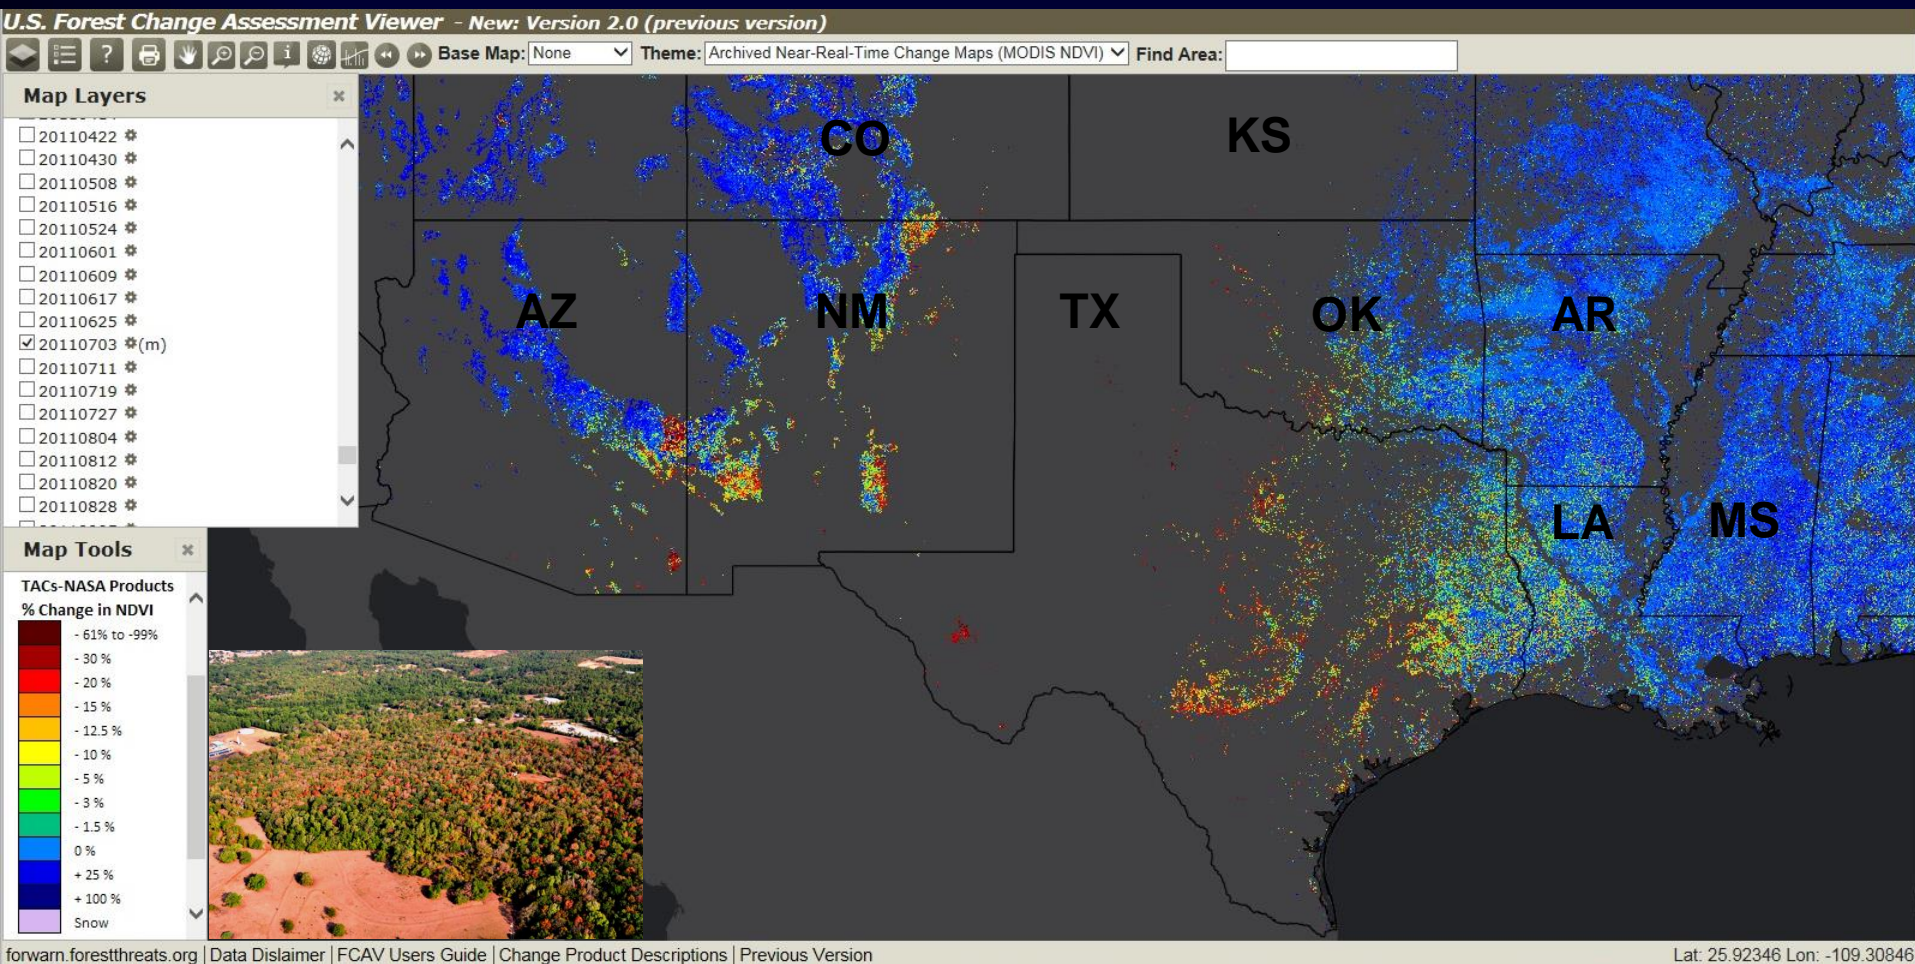 U.S. Forest Change Assessment Viewer - New: Version 2.0 (previous version)
? i Base Map: None Theme: Archived Near-Real-Time Change Maps (MODIS NDVI) Find Area:
Map Layers ×
20110422
20110430
20110508
20110516
20110524
20110601
20110609
20110617
20110625
20110703 (m)
20110711
20110719
20110727
20110804
20110812
20110820
20110828
Map Tools ×
TACs-NASA Products
% Change in NDVI
- 61% to -99%
- 30 %
- 20 %
- 15 %
- 12.5 %
- 10 %
- 5 %
- 3 %
- 1.5 %
0 %
+ 25 %
+ 100 %
Snow
CO KS
AZ NM TX OK AR
LA MS
forwarn.forestthreats.org | Data Dislaimer | FCAV Users Guide | Change Product Descriptions | Previous Version Lat: 25.92346 Lon: -109.30846